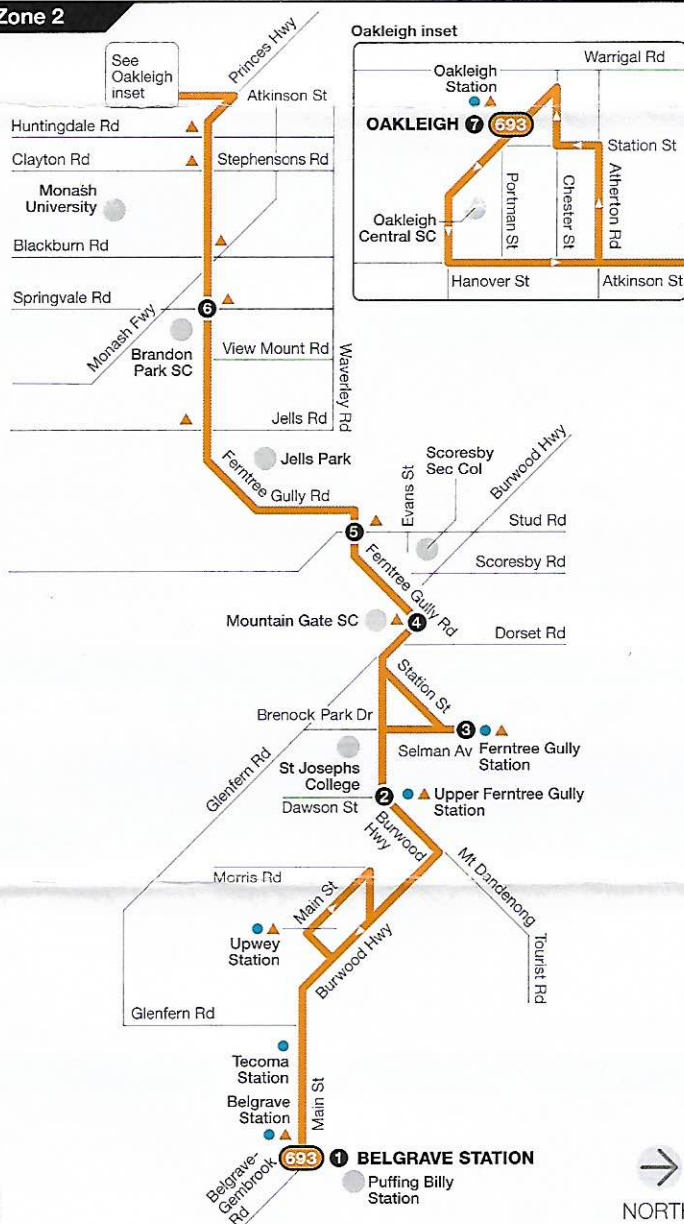 Zone 2
See
Oakleigh
inset
Princes Hwy
Atkinson St
Huntingdale Rd
Clayton Rd
Stephensons Rd
Monash
University
Blackburn Rd
Springvale Rd
6
Monash Fwy
Brandon
Park SC
View Mount Rd
Waverley Rd
Jells Rd
Jells Park
Ferntree Gully Rd
Oakleigh inset
Warrigal Rd
Oakleigh
Station
OAKLEIGH 7 693
Station St
Portman St
Chester St
Atherton Rd
Oakleigh
Central SC
Hanover St
Atkinson St
Scoresby
Sec Col
Evans St
Burwood Hwy
5
Stud Rd
Scoresby Rd
Ferntree Gully Rd
Mountain Gate SC
4
Dorset Rd
Station St
Brenock Park Dr
3
Selman Av
Ferntree Gully
Station
Glenfern Rd
St Josephs
College
Dawson St
2
Upper Ferntree Gully
Station
Burwood
Hwy
Mt Dandenong
Tourist Rd
Morris Rd
Main St
Upwey
Station
Burwood Hwy
Glenfern Rd
Tecoma
Station
Main St
Belgrave
Station
693 1 BELGRAVE STATION
Belgrave-
Gembrook
Rd
Puffing Billy
Station
NORTH